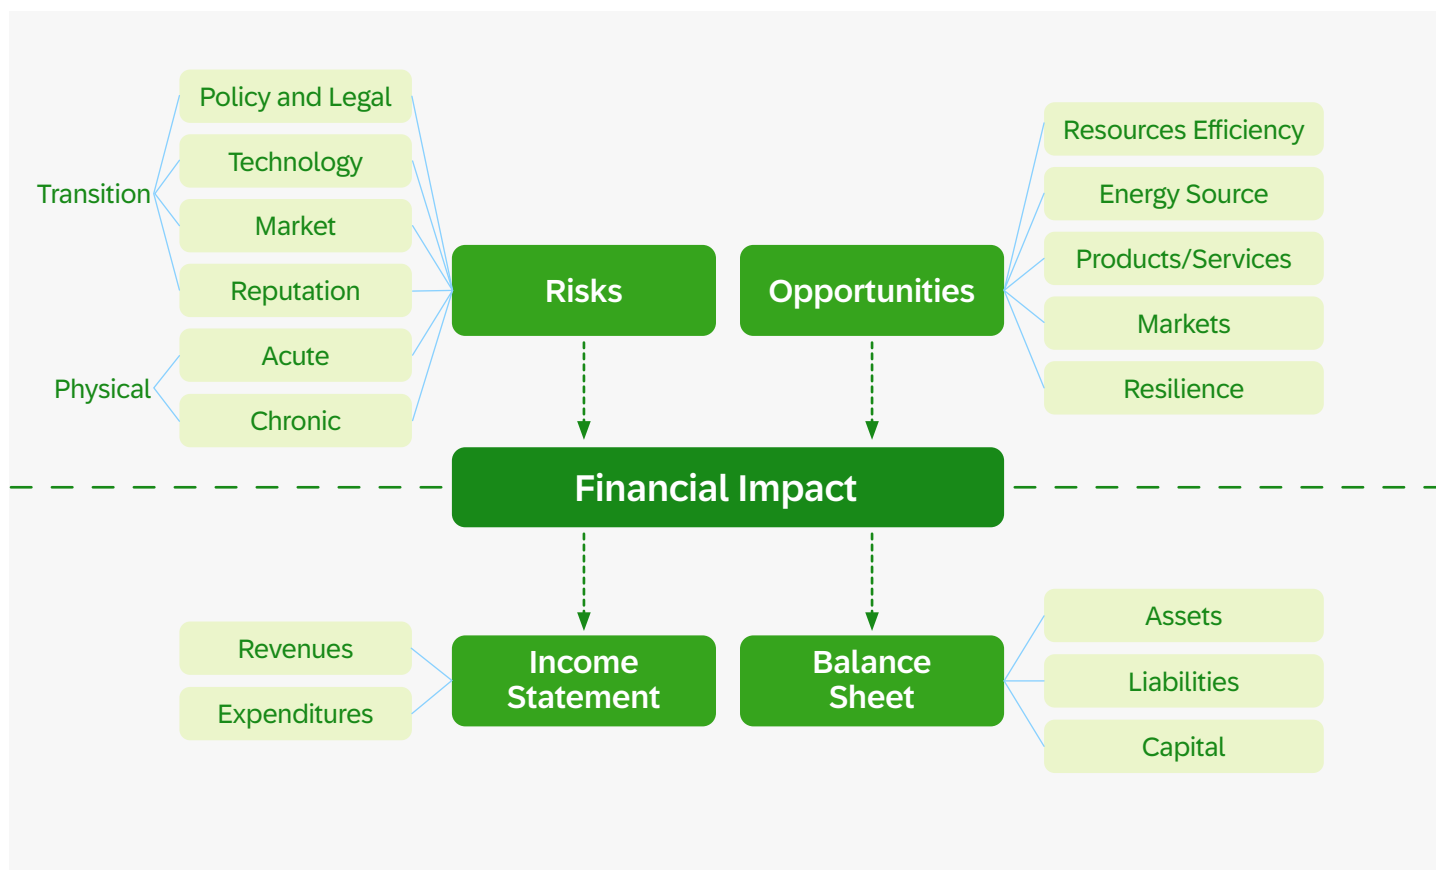 Transition
Policy and Legal
Technology
Market
Reputation
Physical
Acute
Chronic
Risks
Opportunities
Resources Efficiency
Energy Source
Products/Services
Markets
Resilience
Financial Impact
Revenues
Expenditures
Income
Statement
Balance
Sheet
Assets
Liabilities
Capital